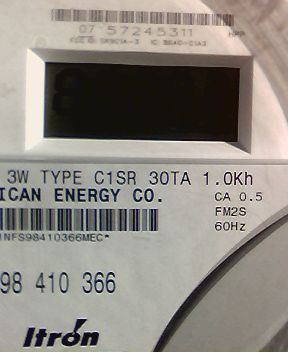 07 57245311
3W TYPE C1SR 30TA 1.0Kh
ICAN ENERGY CO.
CA 0.5
FM2S
60Hz
INFS98410366MEC*
98 410 366
Itrón